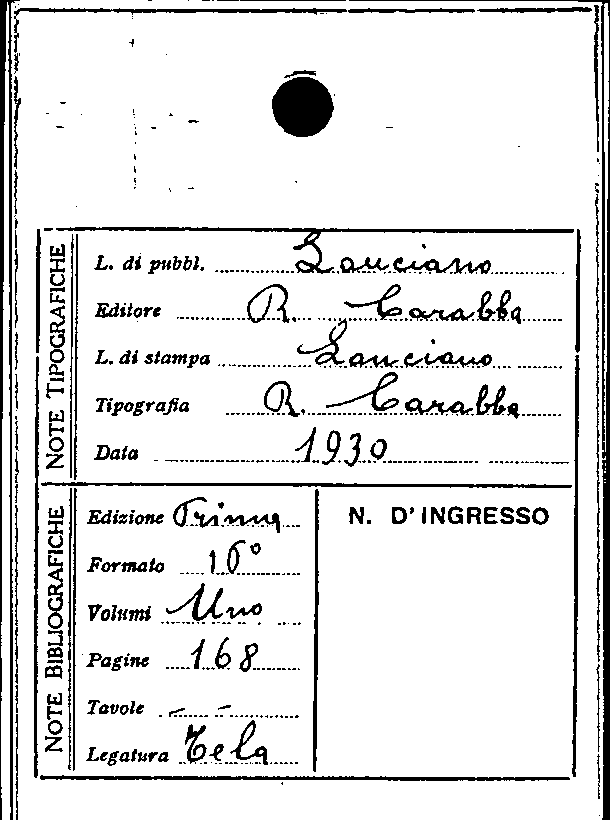 NOTE TIPOGRAFICHE
L. di pubbl. Lanciano
Editore R. Carabba
L. di stampa Lanciano
Tipografia R. Carabba
Data 1930
NOTE BIBLIOGRAFICHE
Edizione Prima
Formato 16°
Volumi Uno
Pagine 168
Tavole - -
Legatura Tela
N. D'INGRESSO